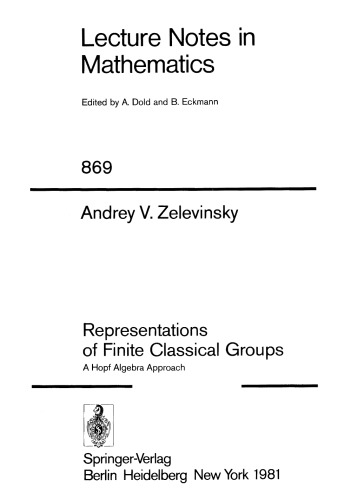 Lecture Notes in
Mathematics
Edited by A. Dold and B. Eckmann
869
Andrey V. Zelevinsky
Representations
of Finite Classical Groups
A Hopf Algebra Approach
Springer-Verlag
Berlin Heidelberg New York 1981